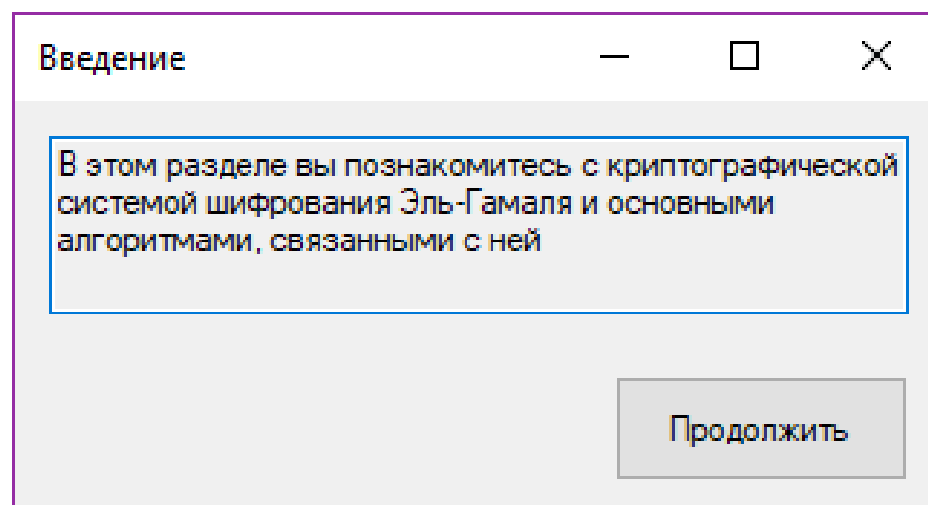 Введение
В этом разделе вы познакомитесь с криптографической
системой шифрования Эль-Гамаля и основными
алгоритмами, связанными с ней
Продолжить